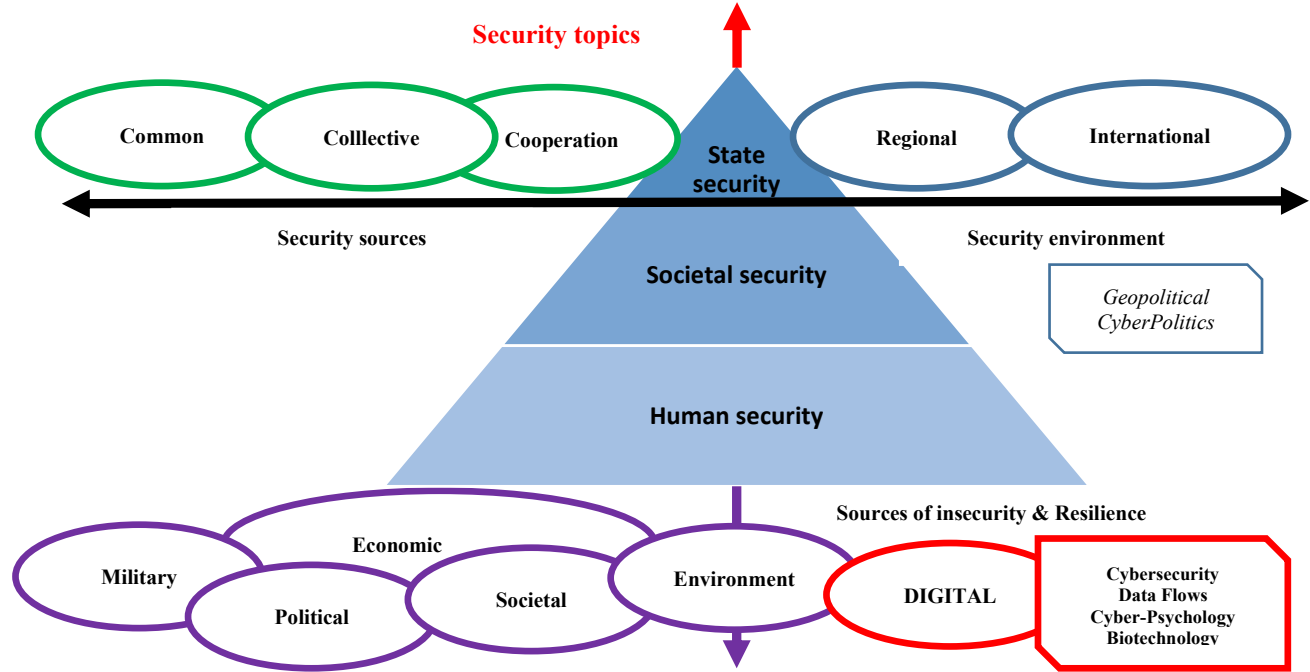 Security topics
Common
Colllective
Cooperation
State
security
Regional
International
Security sources
Security environment
Societal security
Geopolitical
CyberPolitics
Human security
Sources of insecurity & Resilience
Economic
Military
Political
Societal
Environment
DIGITAL
Cybersecurity
Data Flows
Cyber-Psychology
Biotechnology